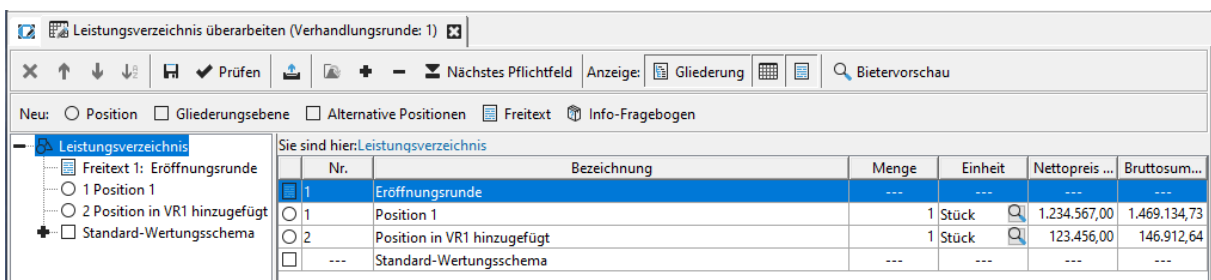 Leistungsverzeichnis überarbeiten (Verhandlungsrunde: 1)
Prüfen Nächstes Pflichtfeld Anzeige: Gliederung Bietervorschau
Neu: Position Gliederungsebene Alternative Positionen Freitext Info-Fragebogen
Leistungsverzeichnis
Freitext 1: Eröffnungsrunde
1 Position 1
2 Position in VR1 hinzugefügt
Standard-Wertungsschema
Sie sind hier:Leistungsverzeichnis
Nr. Bezeichnung Menge Einheit Nettopreis ... Bruttosum...
1 Eröffnungsrunde --- --- --- ---
1 Position 1 1 Stück 1.234.567,00 1.469.134,73
2 Position in VR1 hinzugefügt 1 Stück 123.456,00 146.912,64
--- Standard-Wertungsschema --- --- --- ---